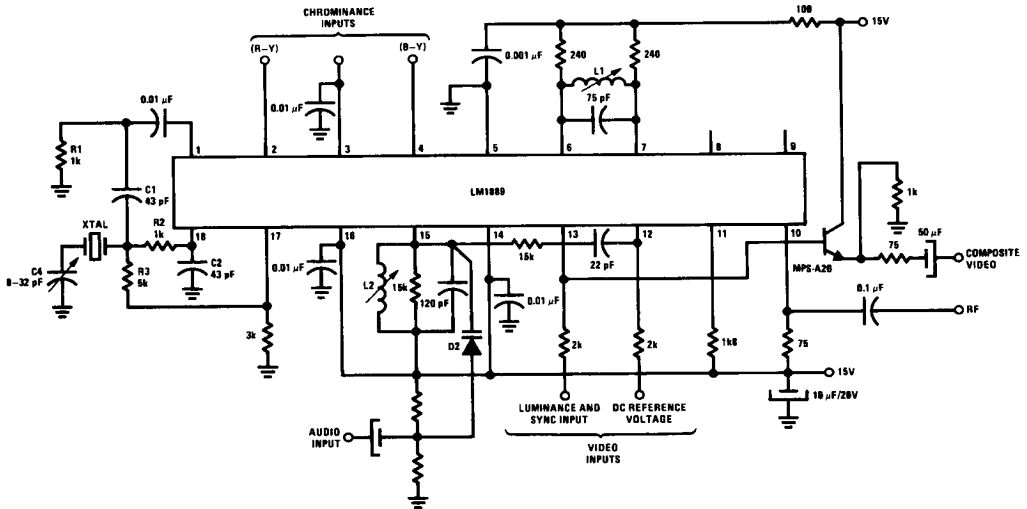 CHROMINANCE
INPUTS
(R–Y)
(B–Y)
100
15V
0.001 µF
240
240
L1
75 pF
0.01 µF
0.01 µF
R1
1k
1
2
3
4
5
6
7
8
9
LM1889
C1
43 pF
1k
XTAL
R2
1k
18
17
16
15
14
13
12
11
10
C2
43 pF
C4
8–32 pF
R3
5k
0.01 µF
L2
15k
120 pF
15k
22 pF
0.01 µF
MPS-A20
75
50 µF
COMPOSITE
VIDEO
0.1 µF
RF
3k
D2
2k
2k
1k8
75
15V
10 µF/20V
LUMINANCE AND
SYNC INPUT
DC REFERENCE
VOLTAGE
AUDIO
INPUT
VIDEO
INPUTS